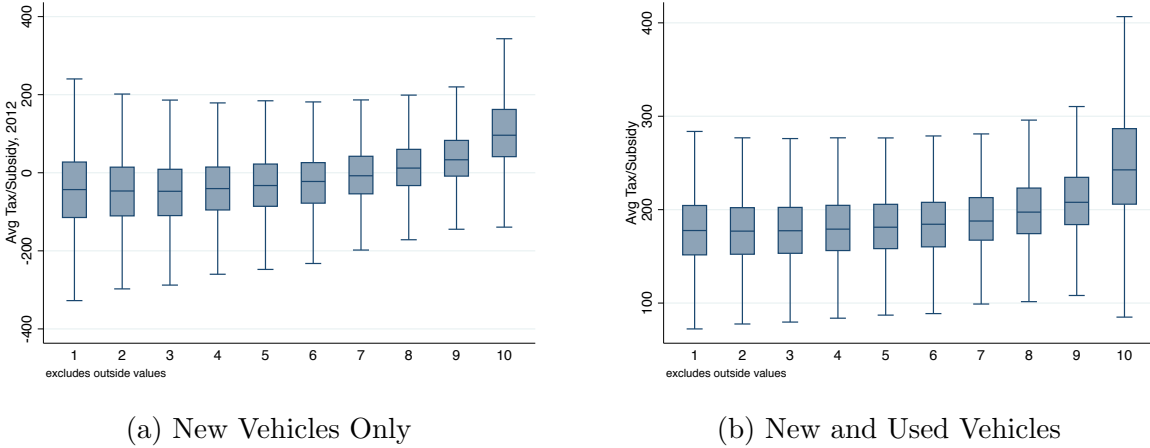 400
200
0
-200
-400
Avg Tax/Subsidy, 2012
1 2 3 4 5 6 7 8 9 10
excludes outside values
(a) New Vehicles Only
400
300
200
100
Avg Tax/Subsidy
1 2 3 4 5 6 7 8 9 10
excludes outside values
(b) New and Used Vehicles